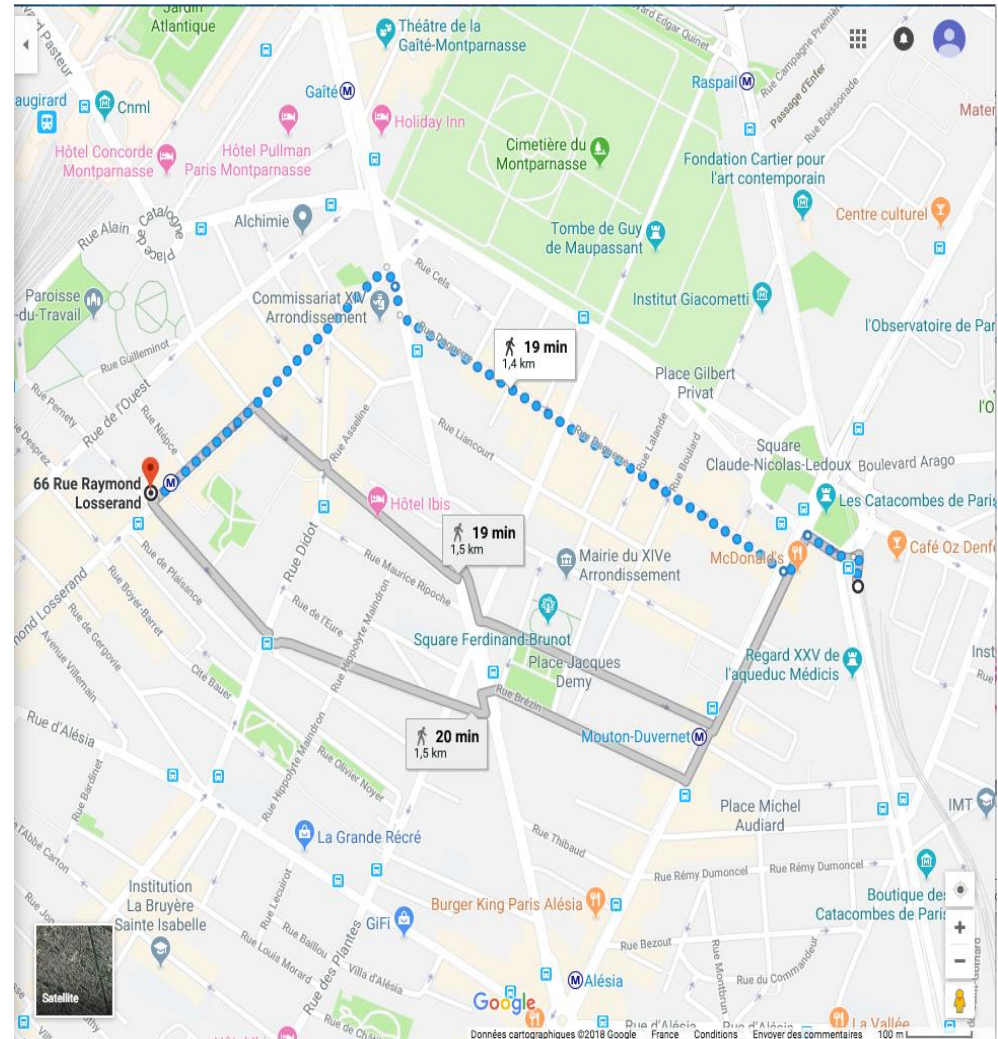 Jardin
Atlantique
Théâtre de la
Gaîté-Montparnasse
Raspail
Rue Campagne Première
Passage d'Enfer
Rue Boissonade
Gaîté
augirard
Cnml
Holiday Inn
Hôtel Concorde
Montparnasse
Hôtel Pullman
Paris Montparnasse
Cimetière du
Montparnasse
Fondation Cartier pour
l'art contemporain
Place de Catalogne
Rue Alain
Alchimie
Tombe de Guy
de Maupassant
Centre culturel
Paroisse
-du-Travail
Commissariat XIV
Arrondissement
Rue Cels
Institut Giacometti
l'Observatoire de Par
Rue Guilleminot
Rue Daguerre
19 min
1,4 km
Place Gilbert
Privat
Rue Pernety
Rue de l'Ouest
Rue Niépce
Rue Asseline
Rue Liancourt
Rue Daguerre
Rue Lalande
Rue Boulard
Square
Claude-Nicolas-Ledoux
Boulevard Arago
66 Rue Raymond
Losserand
Hôtel Ibis
Les Catacombes de Paris
19 min
1,5 km
Rue Didot
Mairie du XIVe
Arrondissement
McDonald's
Café Oz Denfe
Rue de Plaisance
Rue Maurice Ripoche
Rue Boyer-Barret
Rue de l'Eure
Rue Hippolyte Maindron
Square Ferdinand-Brunot
mond Losserand
Rue de Gergovie
Avenue Villemain
Cité Bauer
Place Jacques
Demy
Regard XXV de
l'aqueduc Médicis
Inst
Rue Brézin
Rue d'Alésia
20 min
1,5 km
Mouton-Duvernet
Rue Hippolyte Maindron
Rue Olivier Noyer
Rue Bardinet
Place Michel
Audiard
IMT
La Grande Récré
Rue Thibaud
l'Abbé Carton
Rue Rémy Dumoncel
Rue Rémy Dumoncel
Institution
La Bruyère
Sainte Isabelle
Rue Lecuirot
Burger King Paris Alésia
Boutique des
Catacombes de Paris
GiFi
Rue Baillou
Rue Louis Morard
Villa d'Alésia
Rue des Plantes
Rue Bezout
Rue Montbrun
Rue du Commandeur
Alésia
Satellite
Google
Rue d'Alésia
Rue d'Alésia
La Vallée
Données cartographiques ©2018 Google France Conditions Envoyer des commentaires 100 m